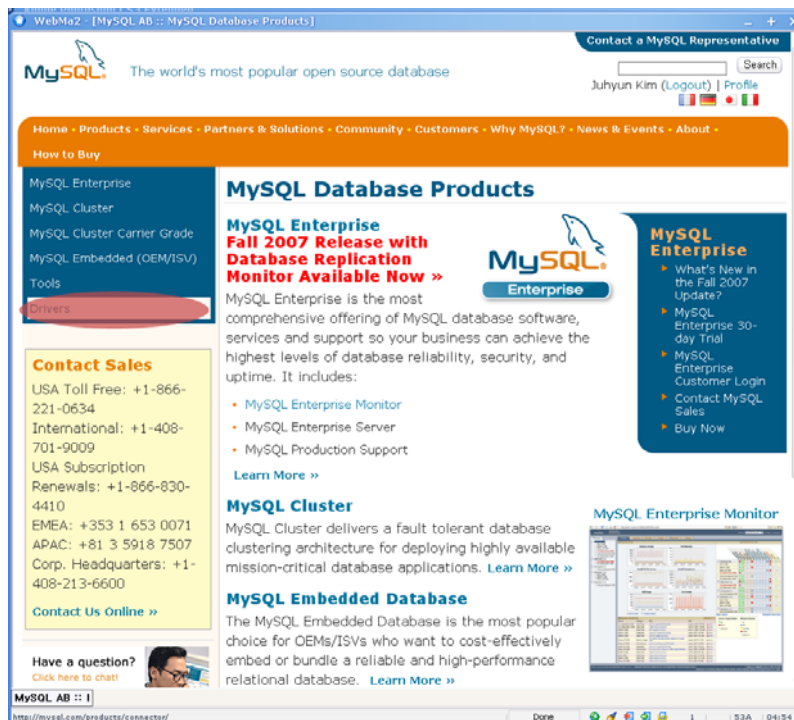 WebMa2 - [MySQL AB :: MySQL Database Products]
Contact a MySQL Representative
MySQL
The world's most popular open source database
Search
Juhyun Kim (Logout) | Profile
Home • Products • Services • Partners & Solutions • Community • Customers • Why MySQL? • News & Events • About •
How to Buy
MySQL Enterprise
MySQL Cluster
MySQL Cluster Carrier Grade
MySQL Embedded (OEM/ISV)
Tools
Drivers
Contact Sales
USA Toll Free: +1-866-
221-0634
International: +1-408-
701-9009
USA Subscription
Renewals: +1-866-830-
4410
EMEA: +353 1 653 0071
APAC: +81 3 5918 7507
Corp. Headquarters: +1-
408-213-6600
Contact Us Online »
Have a question?
Click here to chat!
MySQL Database Products
MySQL Enterprise
Fall 2007 Release with
Database Replication
Monitor Available Now »
MySQL Enterprise is the most
comprehensive offering of MySQL database software,
services and support so your business can achieve the
highest levels of database reliability, security, and
uptime. It includes:
• MySQL Enterprise Monitor
• MySQL Enterprise Server
• MySQL Production Support
Learn More »
MySQL
Enterprise
MySQL
Enterprise
What's New in
the Fall 2007
Update?
MySQL
Enterprise 30-
day Trial
MySQL
Enterprise
Customer Login
Contact MySQL
Sales
Buy Now
MySQL Cluster
MySQL Cluster delivers a fault tolerant database
clustering architecture for deploying highly available
mission-critical database applications. Learn More »
MySQL Embedded Database
The MySQL Embedded Database is the most popular
choice for OEMs/ISVs who want to cost-effectively
embed or bundle a reliable and high-performance
relational database. Learn More »
MySQL Enterprise Monitor
MySQL AB :: I
http://mysql.com/products/connector/
Done
1
53A
04:54